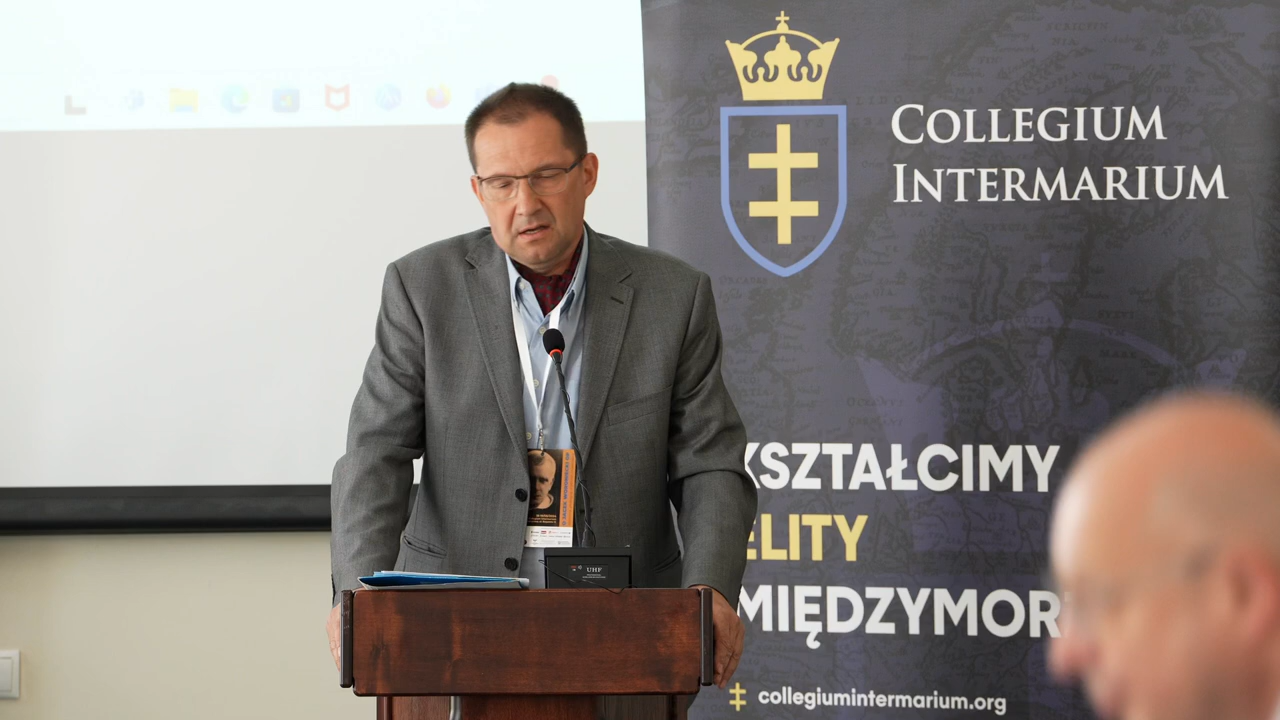 COLLEGIUM
INTERMARIUM
KSZTAŁCIMY
ELITY
MIĘDZYMOR
collegiumintermarium.org
UHF